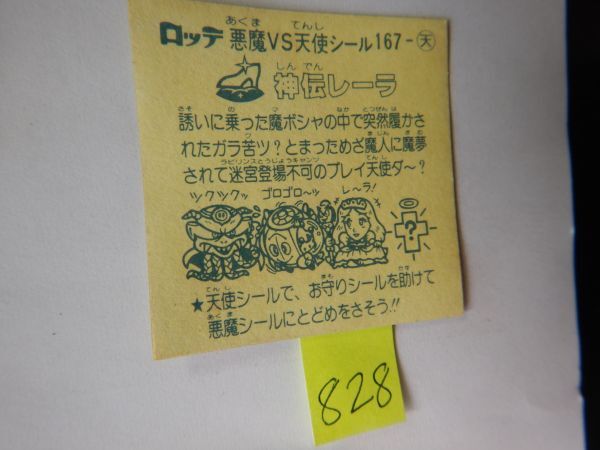 ロッテ 悪魔VS天使シール167-天
神伝レーラ
誘いに乗った魔ボシャの中で突然履かさ
れたガラ苦ツ?とまっためざ魔人に魔夢
されて迷宮登場不可のプレイ天使ダ〜?
ツクツクッ ゴロゴロ〜ッ レ〜ラ!
?
★天使シールで、お守りシールを助けて
悪魔シールにとどめをさそう!!
828